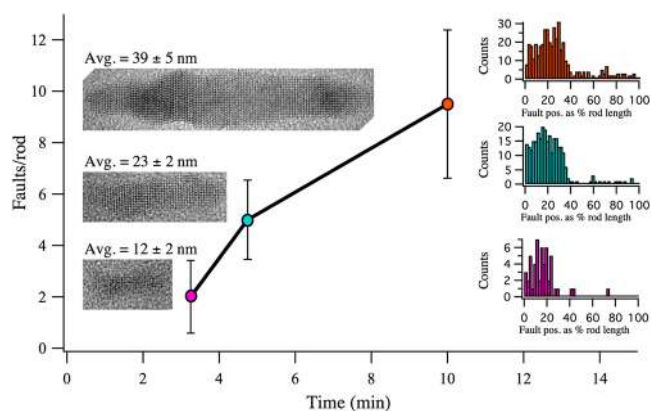 12
10
8
6
4
2
0
Faults/rod
Avg. = 39 ± 5 nm
Avg. = 23 ± 2 nm
Avg. = 12 ± 2 nm
0 2 4 6 8 10 12 14
Time (min)
30
20
10
0
Counts
0 20 40 60 80 100
Fault pos. as % rod length
20
15
10
5
0
Counts
0 20 40 60 80 100
Fault pos. as % rod length
6
4
2
0
Counts
0 20 40 60 80 100
Fault pos. as % rod length